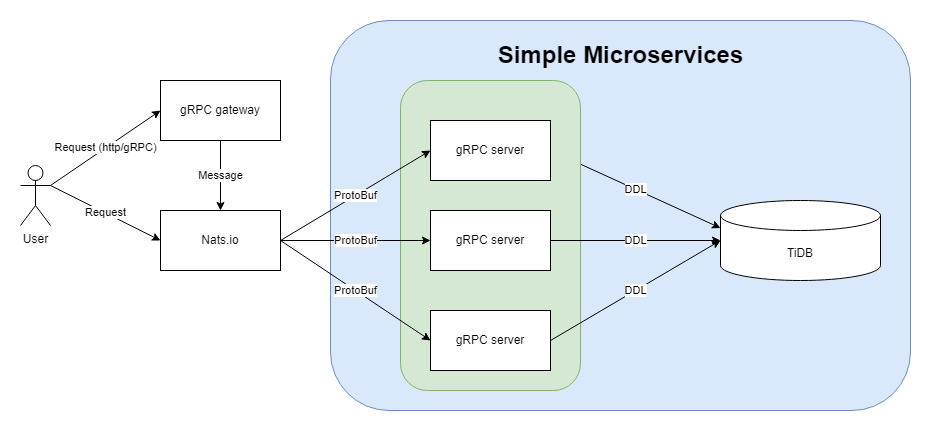 Simple Microservices
gRPC gateway
Request (http/gRPC)
Message
User
Request
Nats.io
ProtoBuf
ProtoBuf
ProtoBuf
gRPC server
gRPC server
gRPC server
DDL
DDL
DDL
TiDB